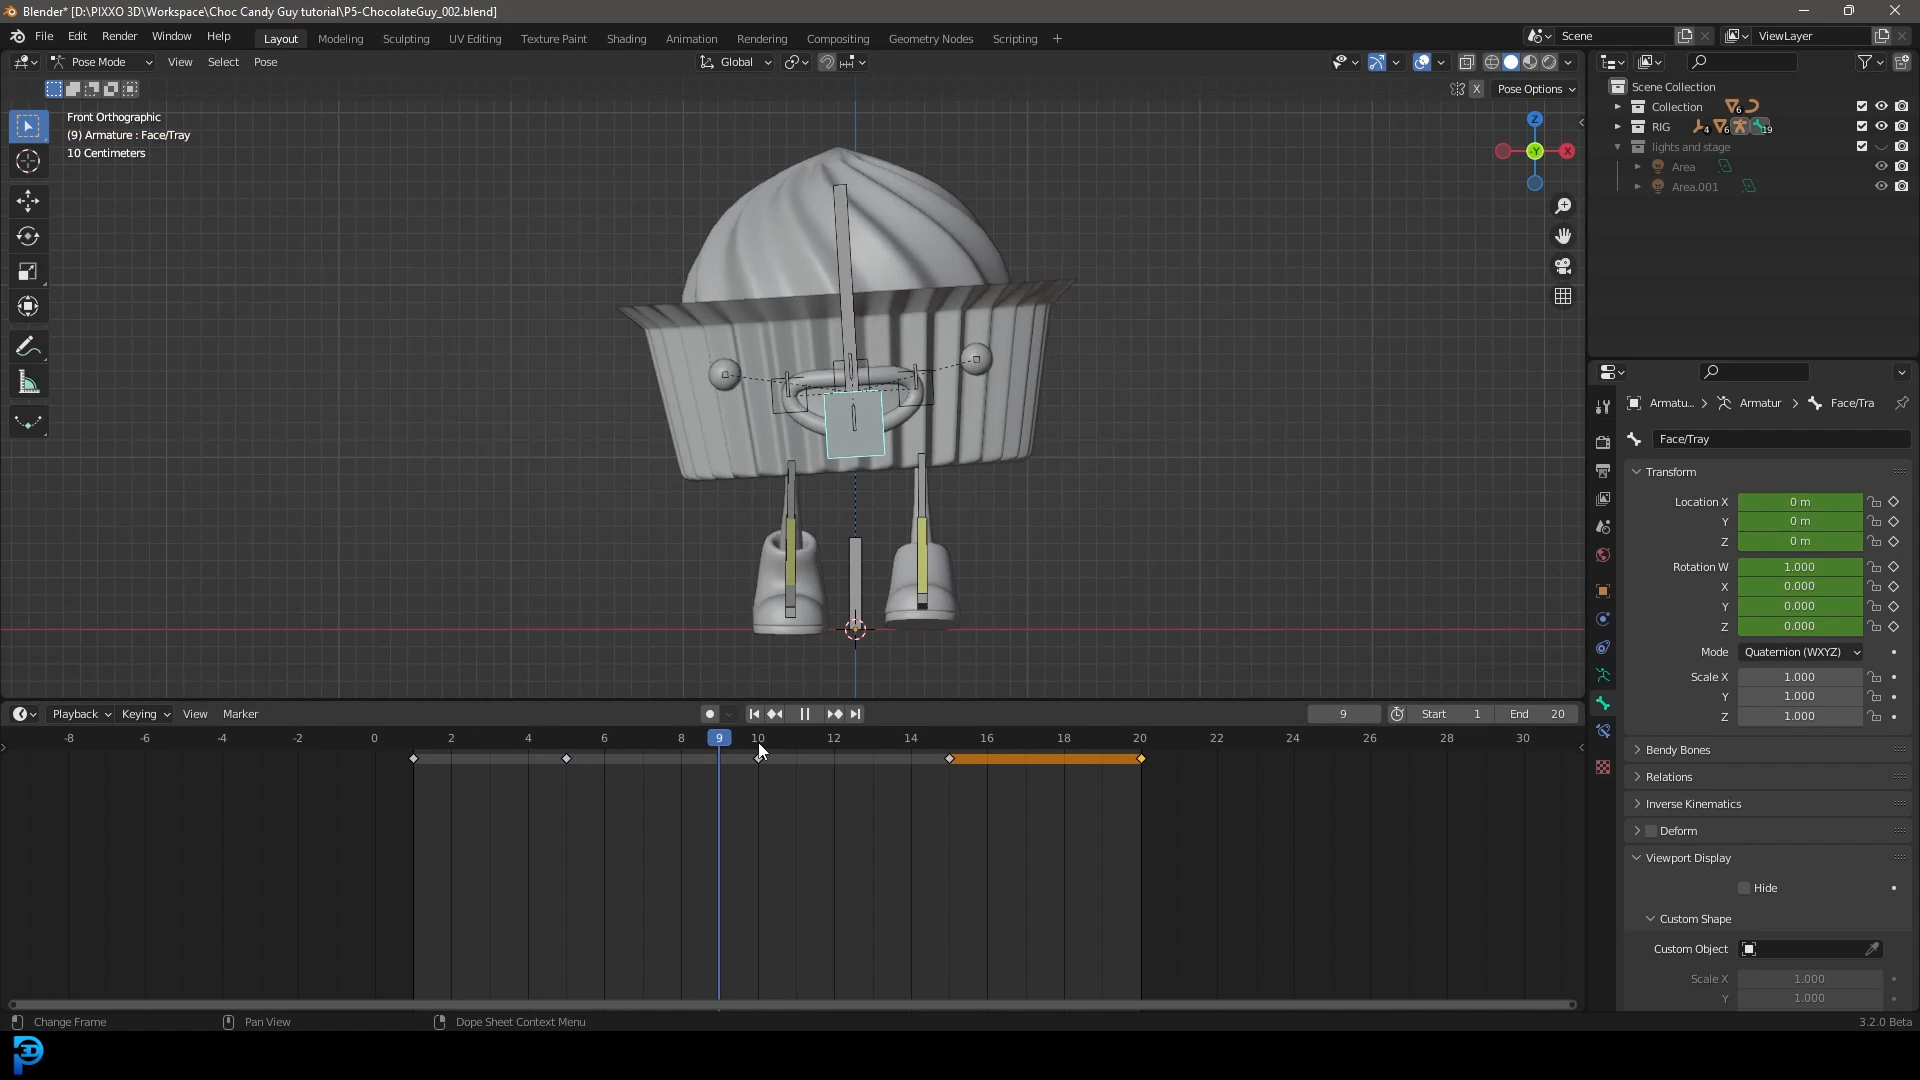 Blender* [D:\PIXXO 3D\Workspace\Choc Candy Guy tutorial\P5-ChocolateGuy_002.blend]
File Edit Render Window Help Layout Modeling Sculpting UV Editing Texture Paint Shading Animation Rendering Compositing Geometry Nodes Scripting + Scene ViewLayer
Pose Mode View Select Pose Global
X Pose Options
Front Orthographic
(9) Armature : Face/Tray
10 Centimeters
Z
-Y
X
Scene Collection
Collection 6
RIG 4 6 19
lights and stage
Area
Area.001
Armatu... > Armatur > Face/Tra
Face/Tray
Transform
Location X 0 m
Y 0 m
Z 0 m
Rotation W 1.000
X 0.000
Y 0.000
Z 0.000
Mode Quaternion (WXYZ)
Scale X 1.000
Y 1.000
Z 1.000
Bendy Bones
Relations
Inverse Kinematics
Deform
Viewport Display
Hide
Custom Shape
Custom Object
Scale X 1.000
Y 1.000
Playback Keying View Marker 9 Start 1 End 20
-8 -6 -4 -2 0 2 4 6 8 9 10 12 14 16 18 20 22 24 26 28 30
Change Frame Pan View Dope Sheet Context Menu 3.2.0 Beta
3D